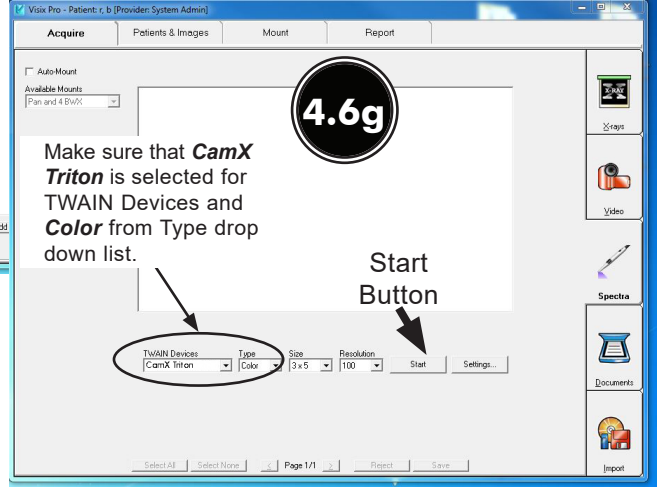 Visix Pro - Patient: r, b [Provider: System Admin]
Acquire Patients & Images Mount Report
Auto-Mount
Available Mounts
Pan and 4 BWX
4.6g
Make sure that CamX
Triton is selected for
TWAIN Devices and
Color from Type drop
down list.
Start
Button
TWAIN Devices Type Size Resolution
CamX Triton Color 3 x 5 100 Start Settings...
Select All Select None < Page 1/1 > Reject Save
X-RAY
X-rays
Video
Spectra
Documents
Import
dd